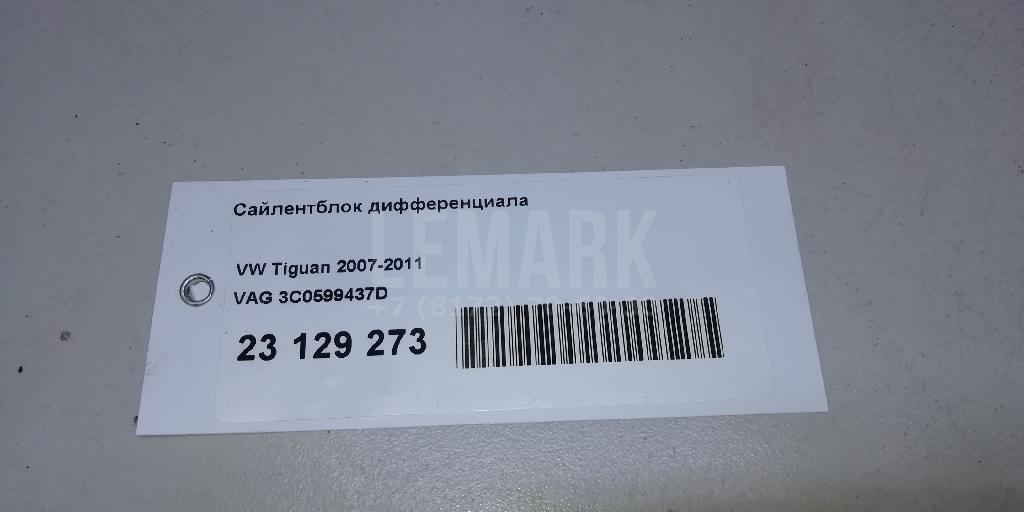 Сайлентблок дифференциала
LEMARK
VW Tiguan 2007-2011
VAG 3C0599437D
23 129 273